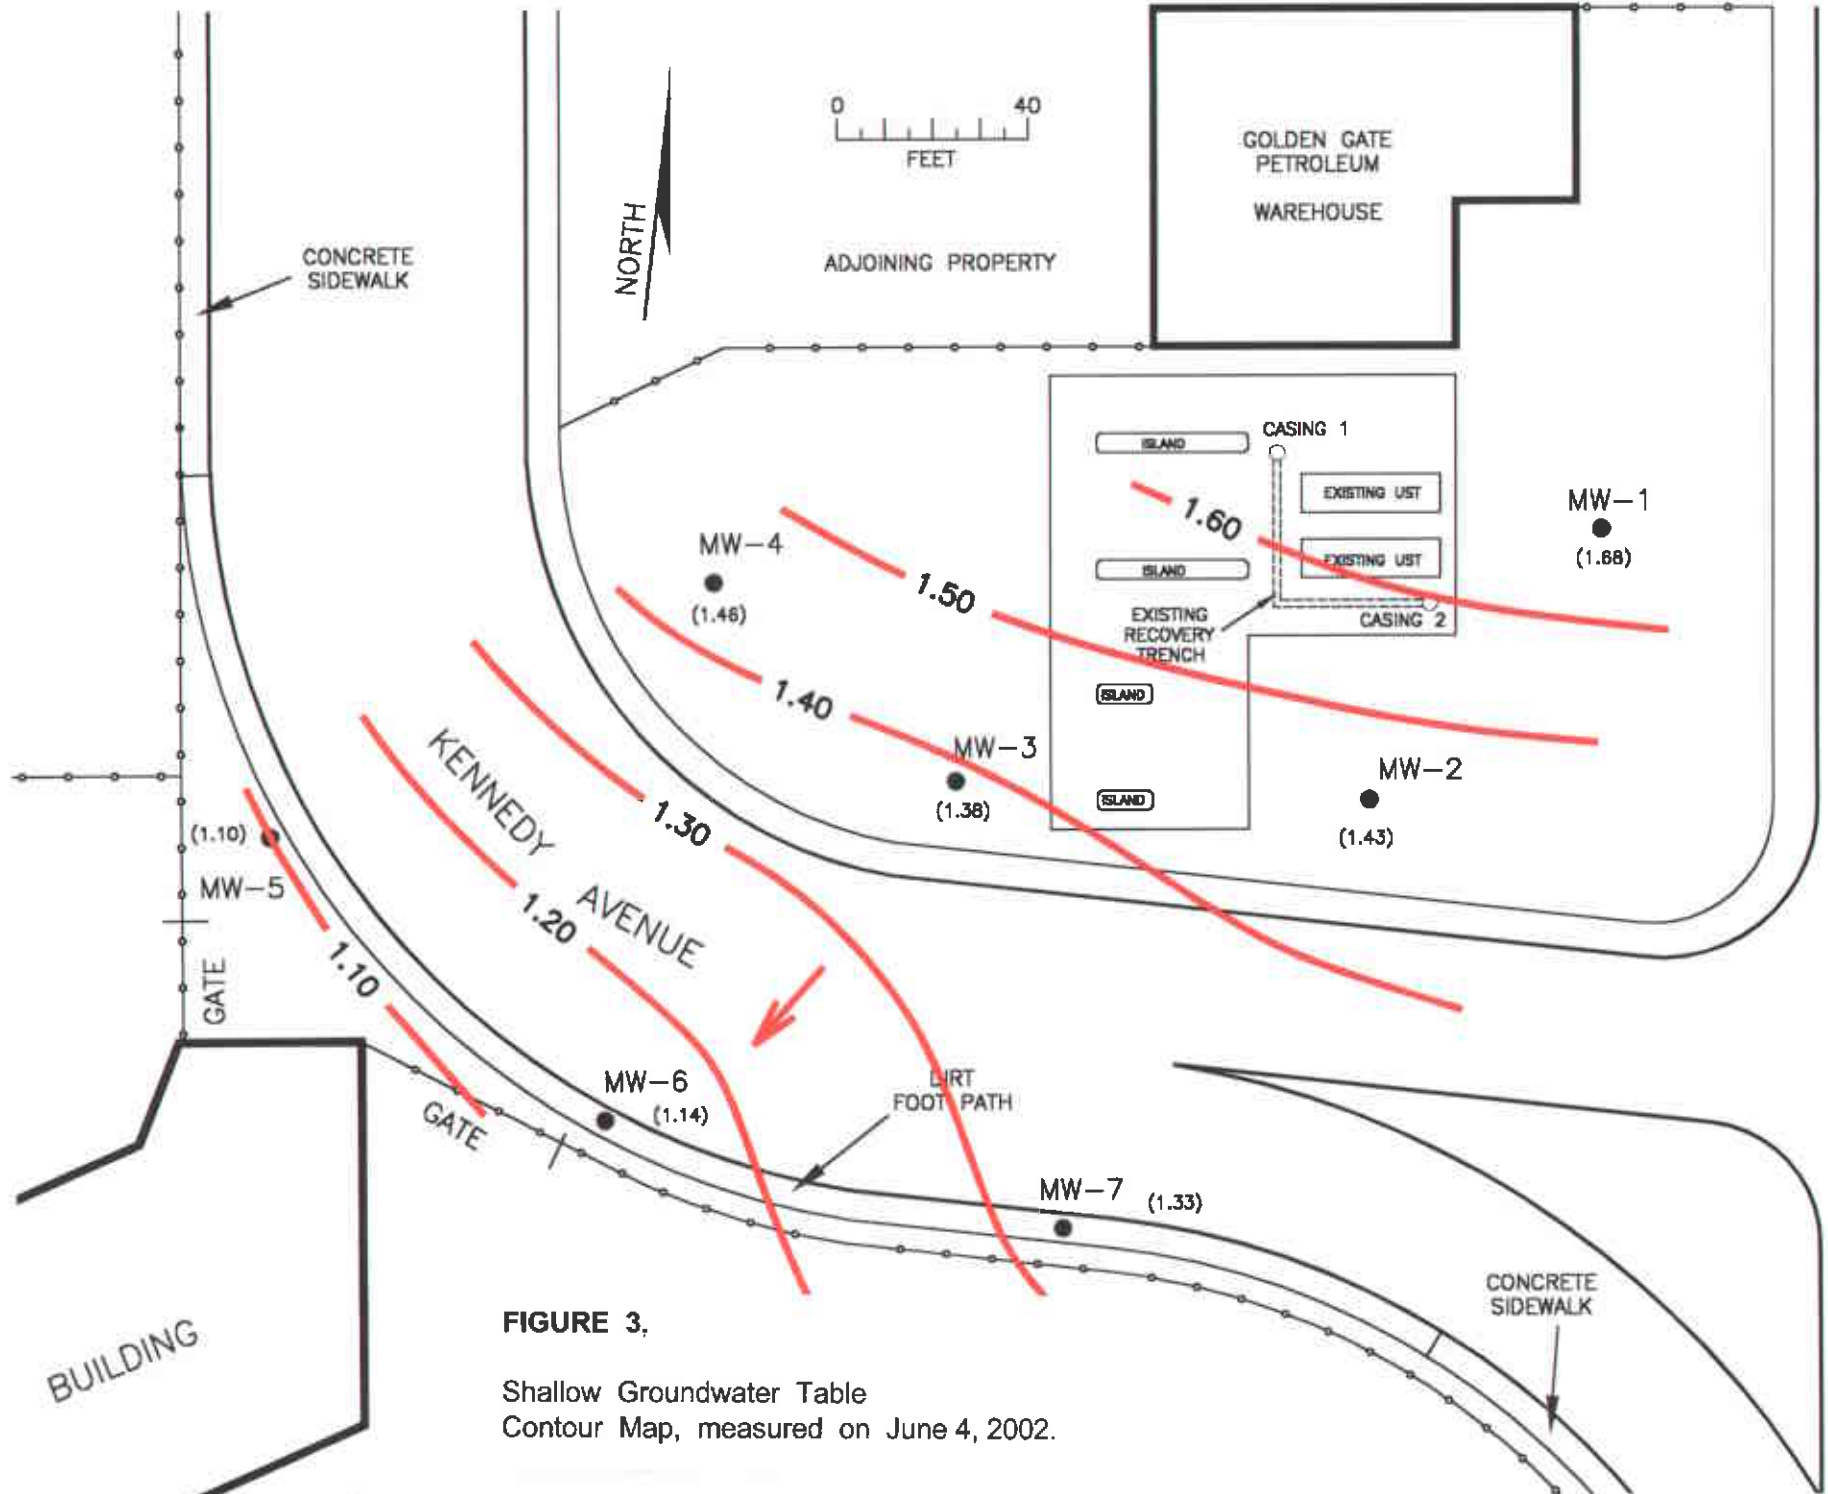 0 40
FEET
NORTH
GOLDEN GATE
PETROLEUM
WAREHOUSE
CONCRETE
SIDEWALK
ADJOINING PROPERTY
ISLAND
CASING 1
EXISTING UST
1.60
MW-1
(1.68)
MW-4
(1.46)
1.50
ISLAND
EXISTING UST
EXISTING
RECOVERY
TRENCH
CASING 2
1.40
ISLAND
MW-3
(1.38)
ISLAND
MW-2
(1.43)
KENNEDY
AVENUE
1.30
1.20
(1.10)
MW-5
1.10
GATE
MW-6
(1.14)
GATE
DIRT
FOOT PATH
MW-7
(1.33)
CONCRETE
SIDEWALK
BUILDING
FIGURE 3.
Shallow Groundwater Table
Contour Map, measured on June 4, 2002.